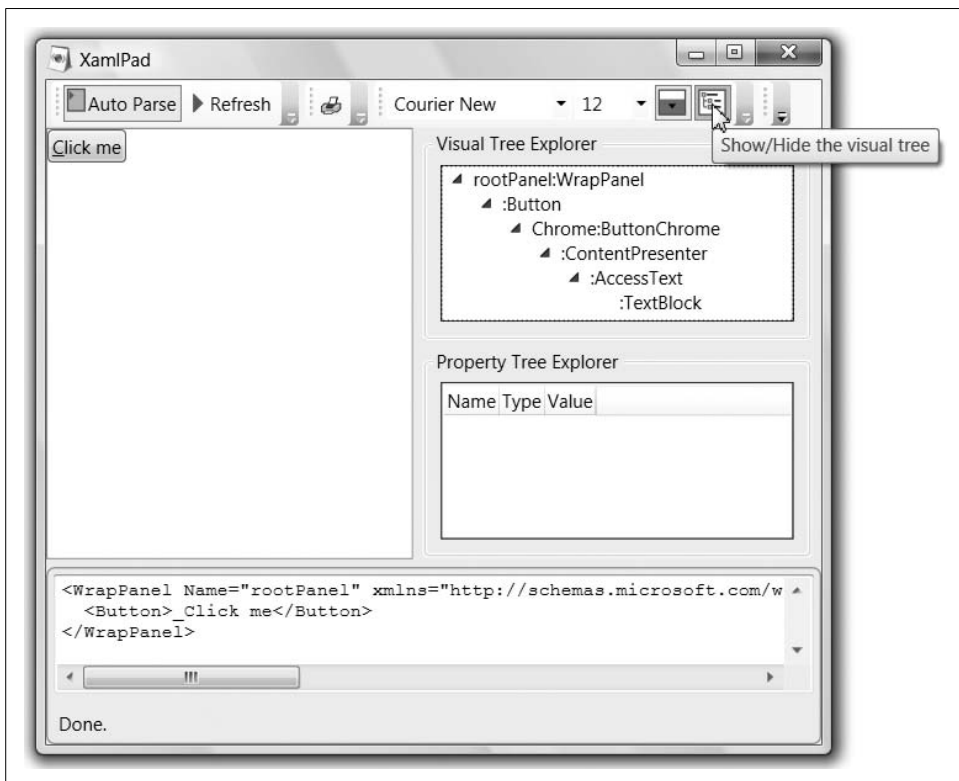 XamlPad
Auto Parse Refresh Courier New 12
Show/Hide the visual tree
Click me
Visual Tree Explorer
rootPanel:WrapPanel
:Button
Chrome:ButtonChrome
:ContentPresenter
:AccessText
:TextBlock
Property Tree Explorer
Name Type Value
<WrapPanel Name="rootPanel" xmlns="http://schemas.microsoft.com/w
<Button>_Click me</Button>
</WrapPanel>
Done.